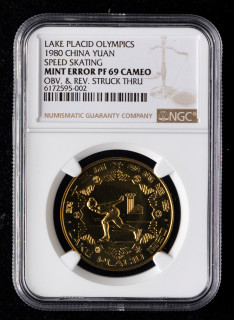 LAKE PLACID OLYMPICS
1980 CHINA YUAN
SPEED SKATING
MINT ERROR PF 69 CAMEO
OBV. & REV. STRUCK THRU
6172595-002
NUMISMATIC GUARANTY COMPANY
NGC